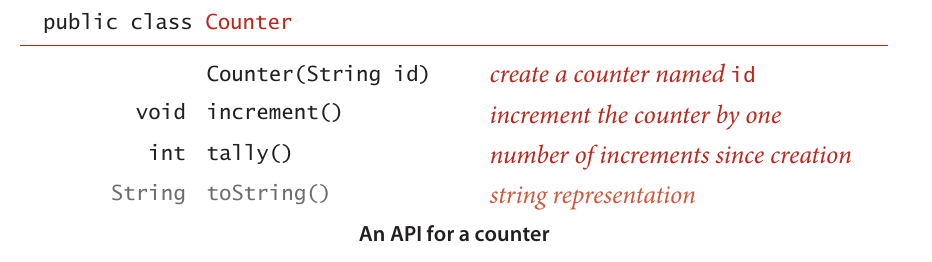 public class Counter
Counter(String id) create a counter named id
void increment() increment the counter by one
int tally() number of increments since creation
String toString() string representation
An API for a counter